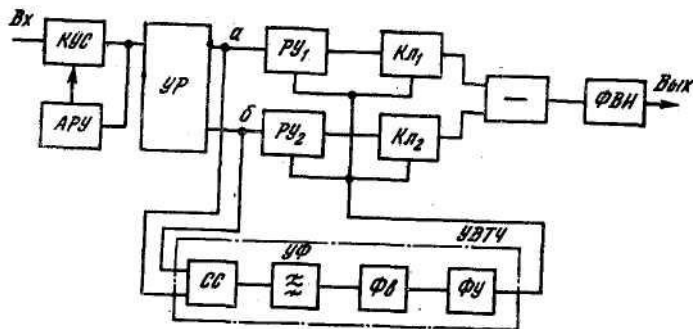 Вх
КУС
АРУ
УР
а
б
РУ₁
РУ₂
Кл₁
Кл₂
—
ФВН
Вых
УВТЧ
УФ
СС
ФВ
ФУ